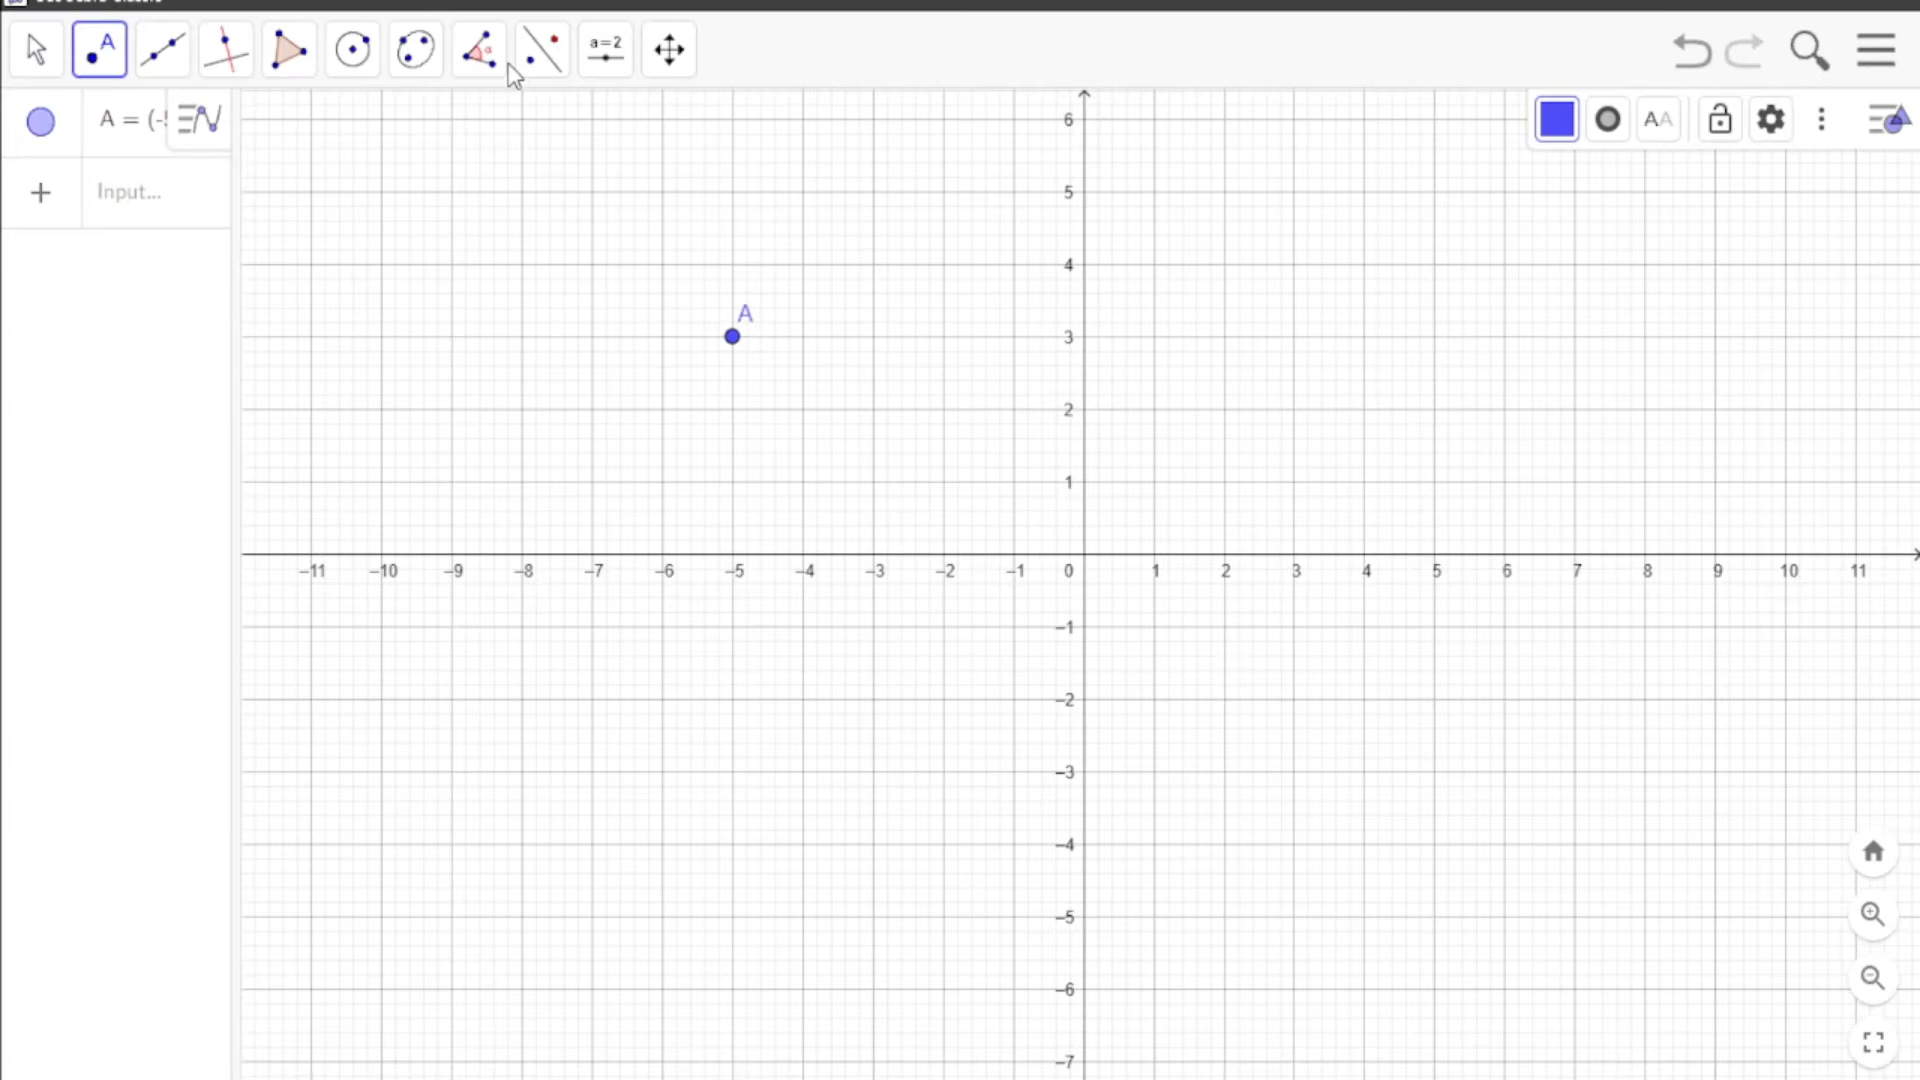 A
α
a=2
A = (-5
AA
Input...
A
6
5
4
3
2
1
–11 –10 –9 –8 –7 –6 –5 –4 –3 –2 –1 0 1 2 3 4 5 6 7 8 9 10 11
–1
–2
–3
–4
–5
–6
–7